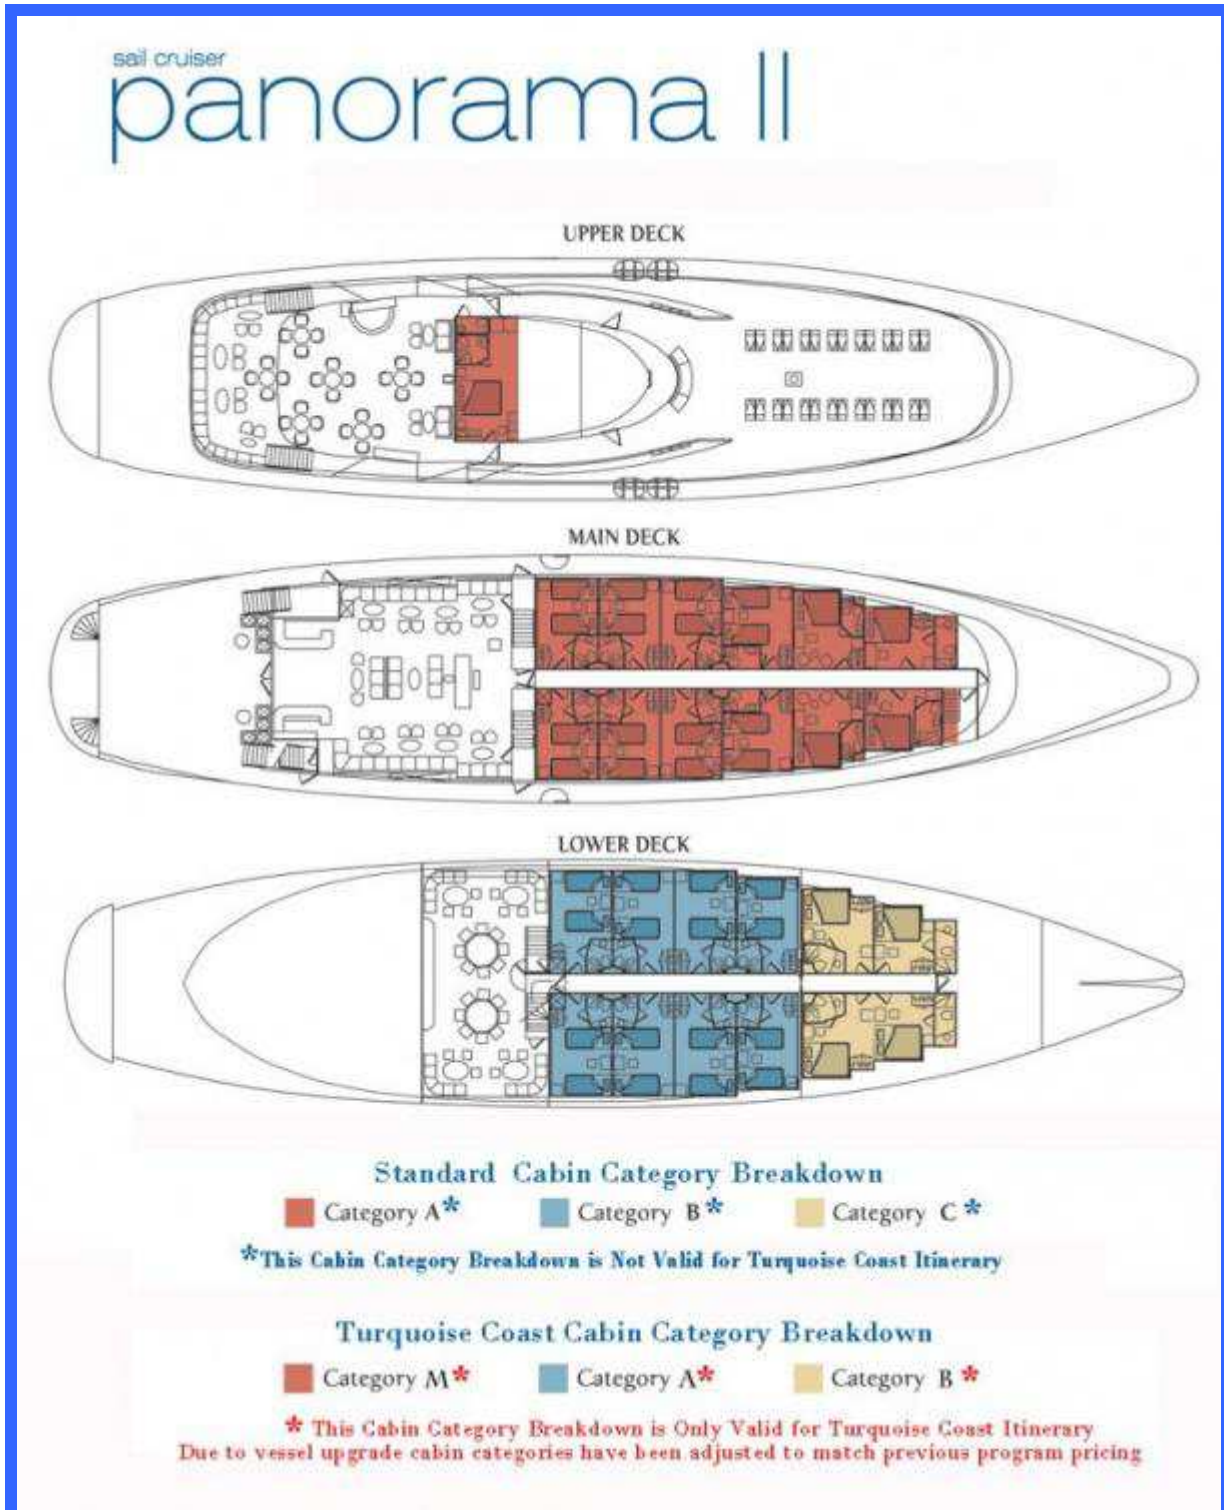 sail cruiser
panorama II
UPPER DECK
MAIN DECK
LOWER DECK
Standard Cabin Category Breakdown
Category A* Category B* Category C*
*This Cabin Category Breakdown is Not Valid for Turquoise Coast Itinerary
Turquoise Coast Cabin Category Breakdown
Category M* Category A* Category B*
* This Cabin Category Breakdown is Only Valid for Turquoise Coast Itinerary
Due to vessel upgrade cabin categories have been adjusted to match previous program pricing